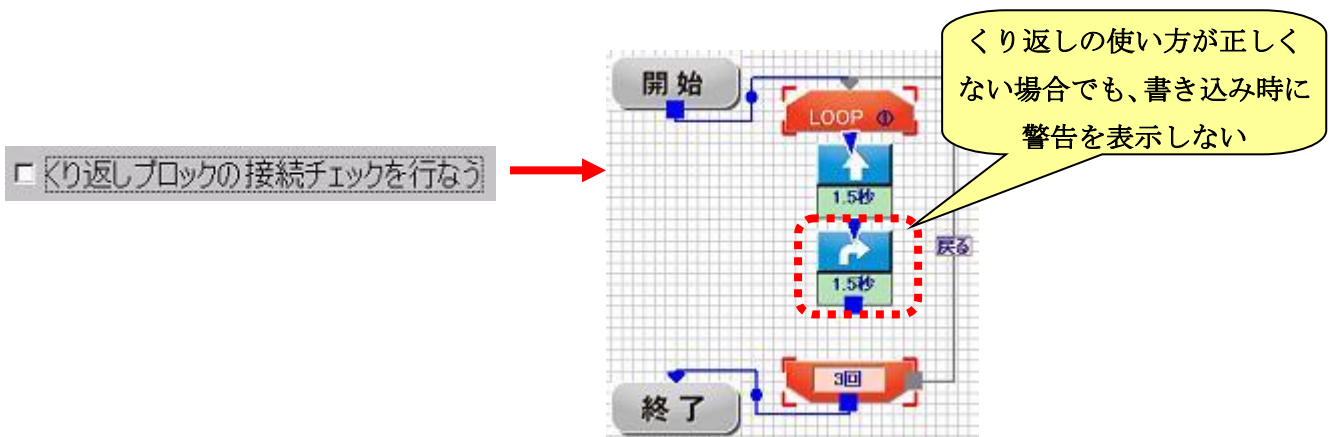 くり返しの使い方が正しく
ない場合でも、書き込み時に
警告を表示しない
開始
LOOP ①
くり返しブロックの接続チェックを行なう
1.5秒
戻る
1.5秒
3回
終了